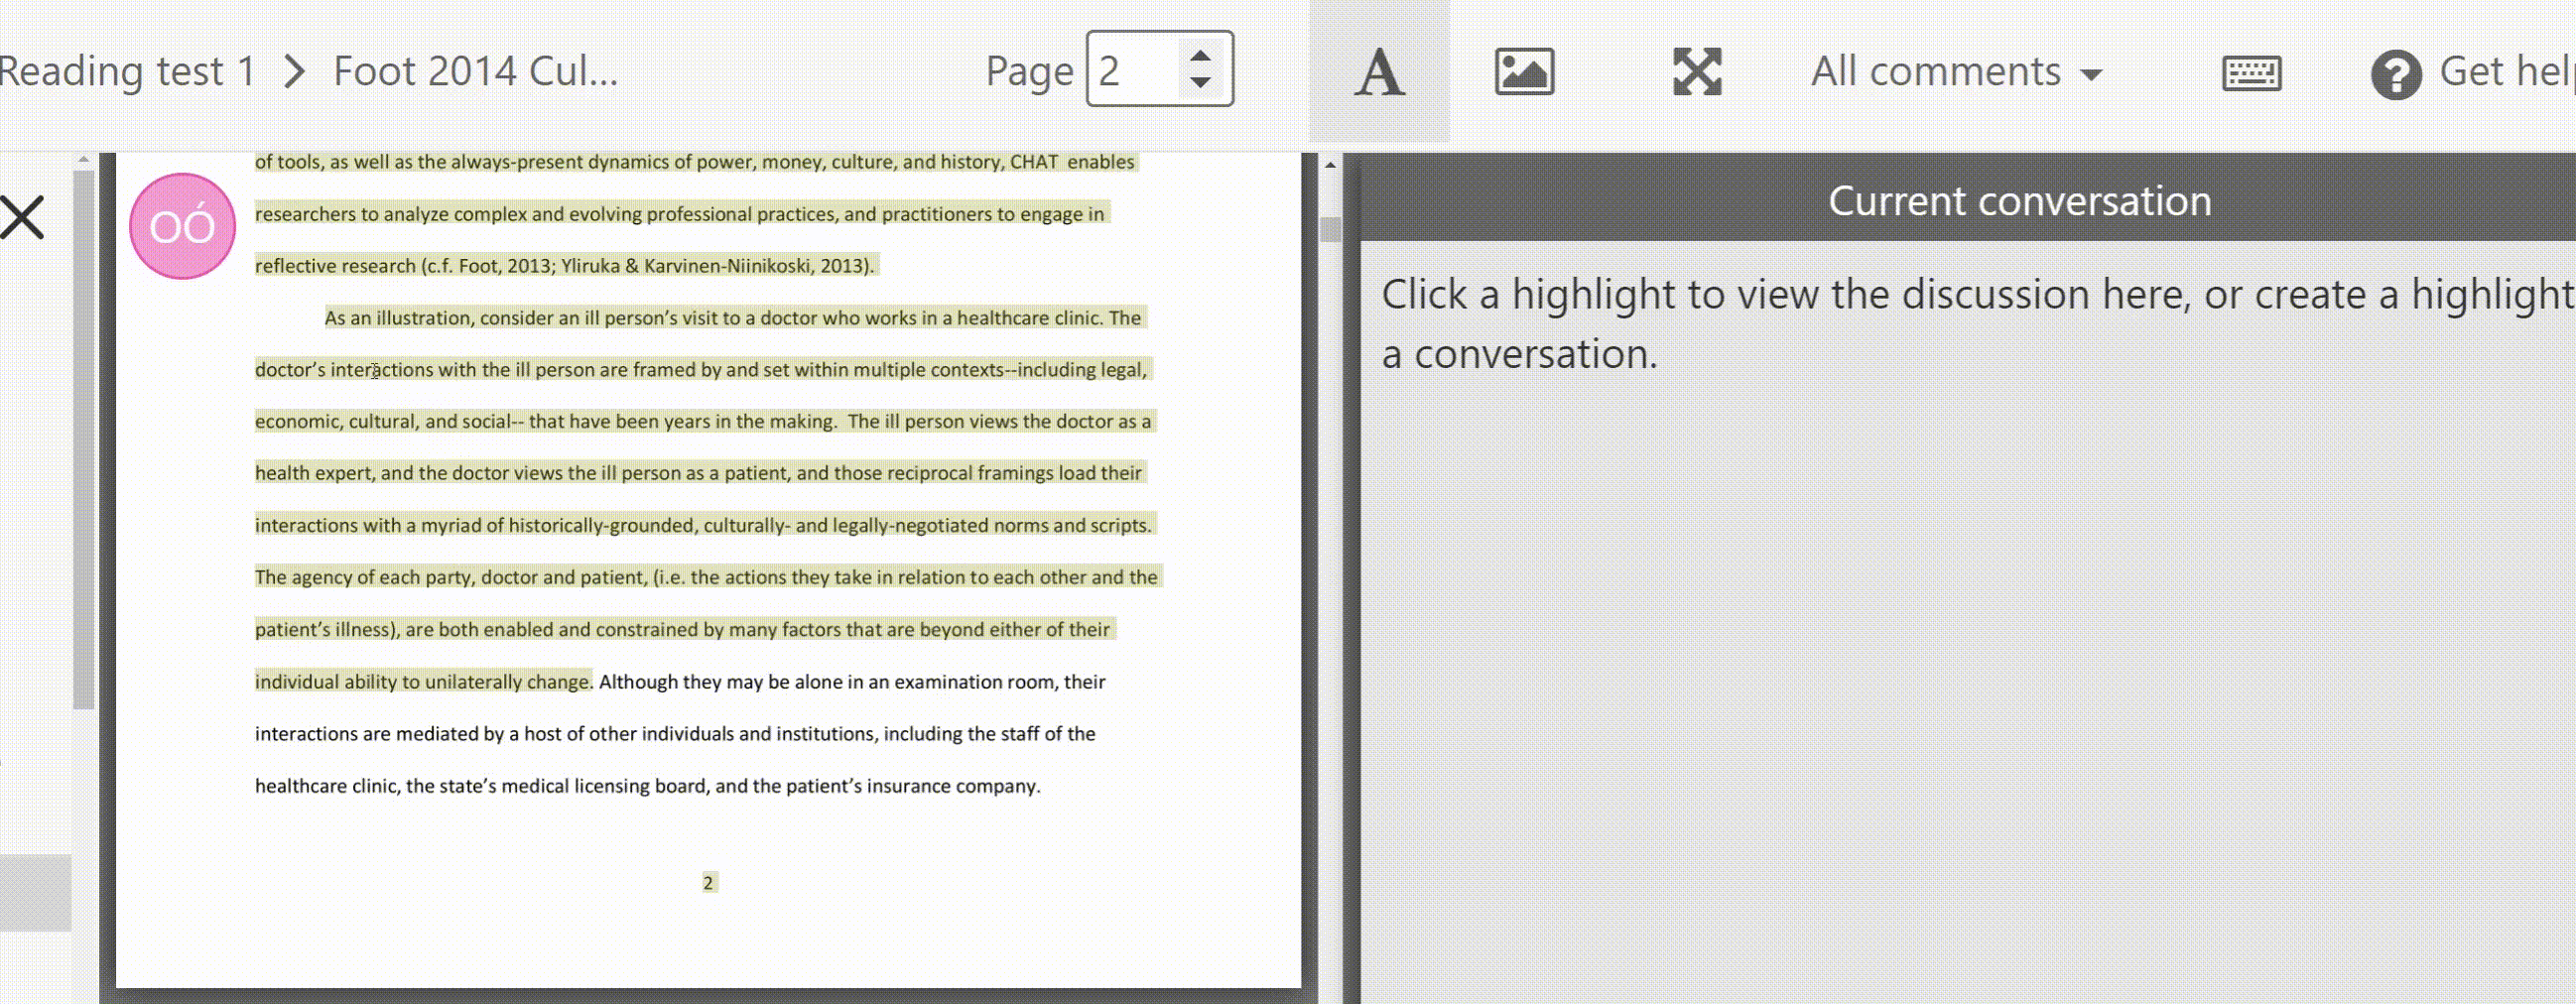 Reading test 1 > Foot 2014 Cul...
Page 2
A
All comments
Get hel
of tools, as well as the always-present dynamics of power, money, culture, and history, CHAT  enables
researchers to analyze complex and evolving professional practices, and practitioners to engage in
OÓ
reflective research (c.f. Foot, 2013; Yliruka & Karvinen-Niinikoski, 2013).
As an illustration, consider an ill person’s visit to a doctor who works in a healthcare clinic. The
doctor’s interactions with the ill person are framed by and set within multiple contexts--including legal,
economic, cultural, and social-- that have been years in the making.  The ill person views the doctor as a
health expert, and the doctor views the ill person as a patient, and those reciprocal framings load their
interactions with a myriad of historically-grounded, culturally- and legally-negotiated norms and scripts.
The agency of each party, doctor and patient, (i.e. the actions they take in relation to each other and the
patient’s illness), are both enabled and constrained by many factors that are beyond either of their
individual ability to unilaterally change. Although they may be alone in an examination room, their
interactions are mediated by a host of other individuals and institutions, including the staff of the
healthcare clinic, the state’s medical licensing board, and the patient’s insurance company.
2
Current conversation
Click a highlight to view the discussion here, or create a highlight
a conversation.